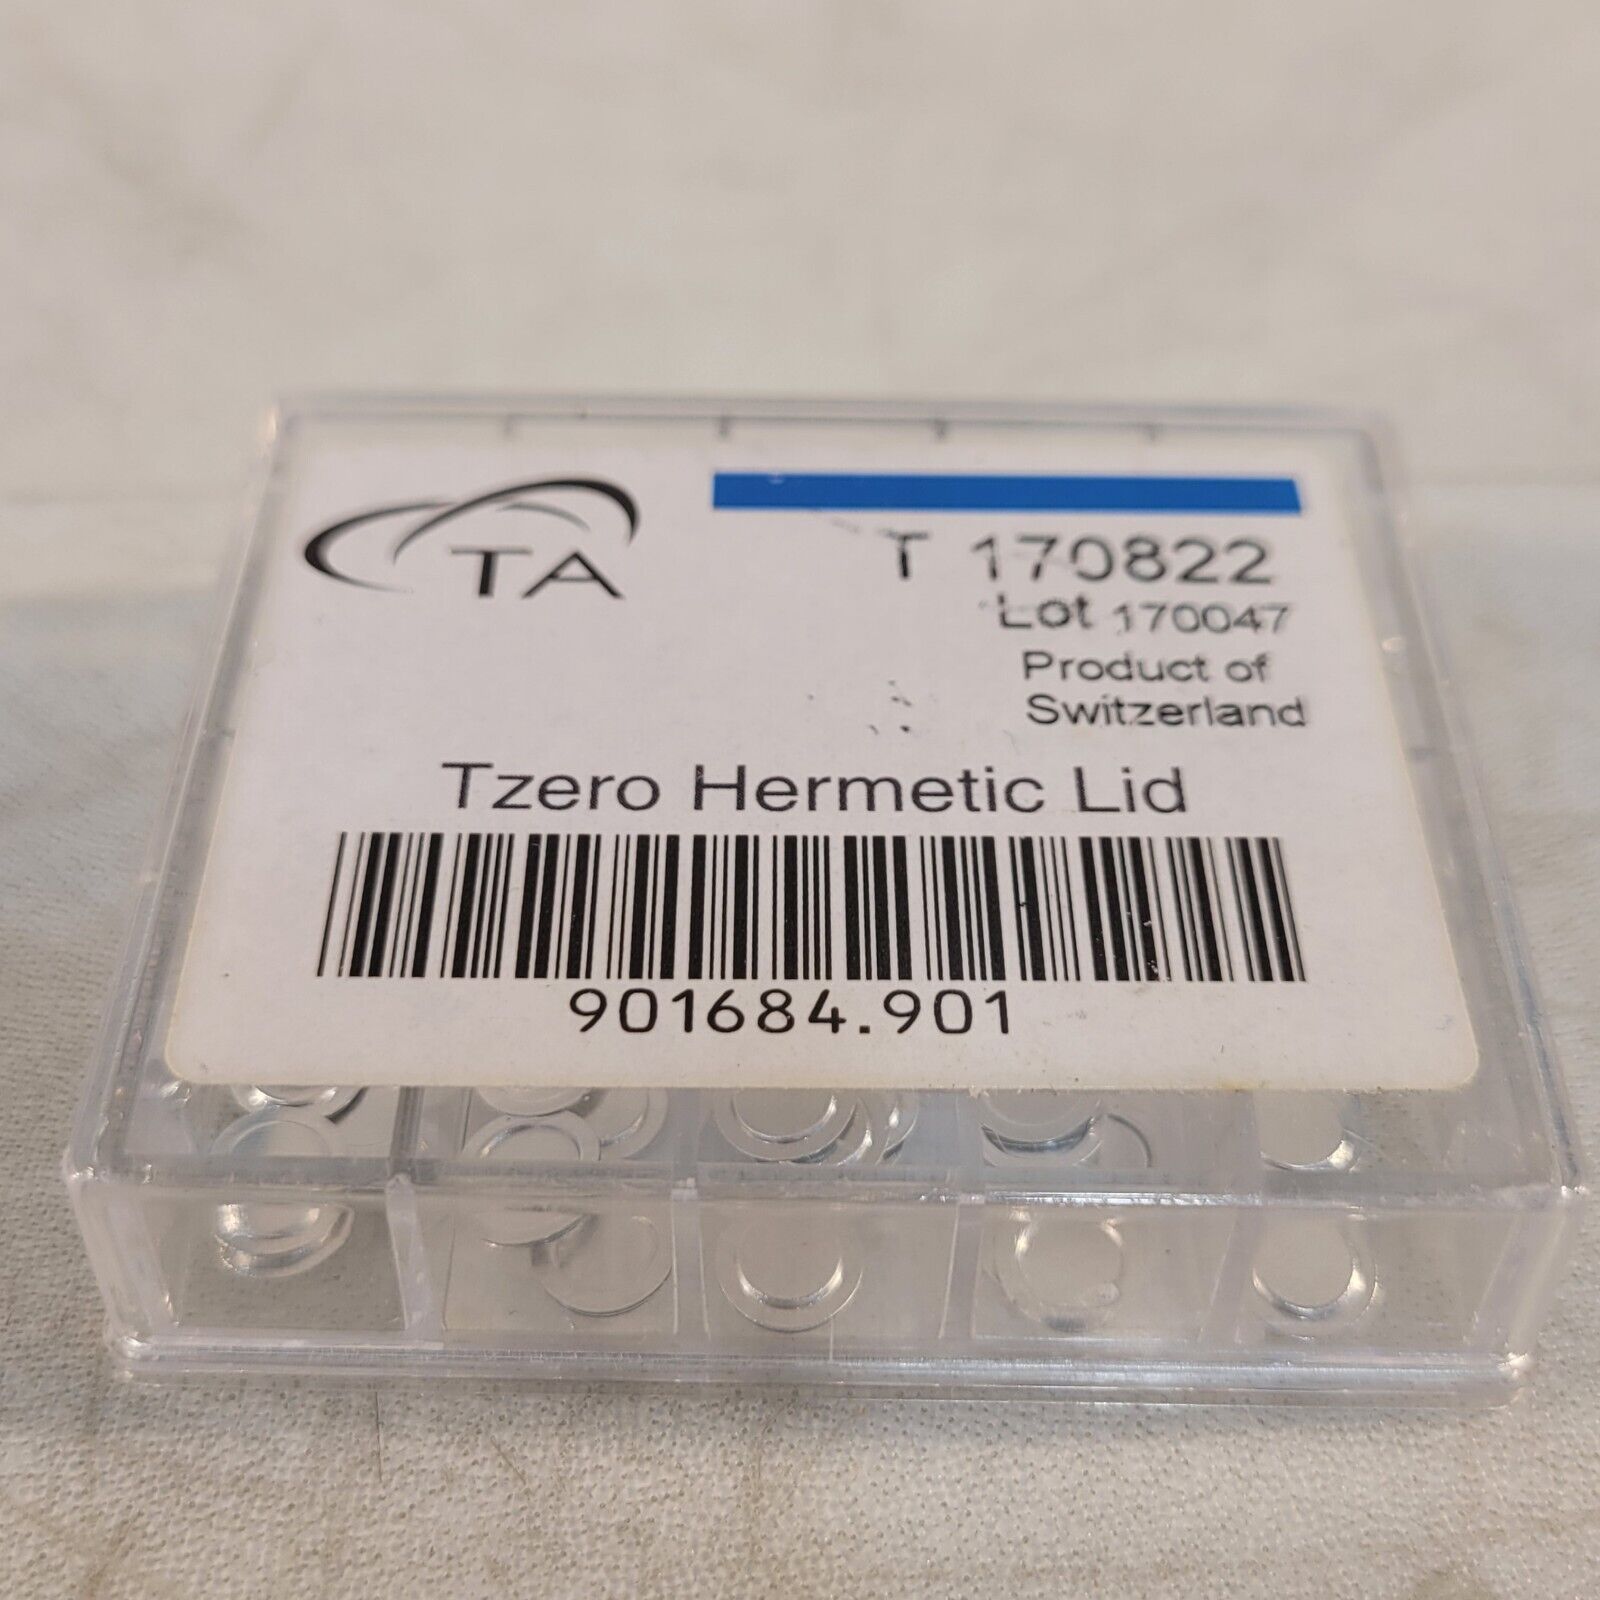 TA
T 170822
Lot 170047
Product of
Switzerland
Tzero Hermetic Lid
901684.901